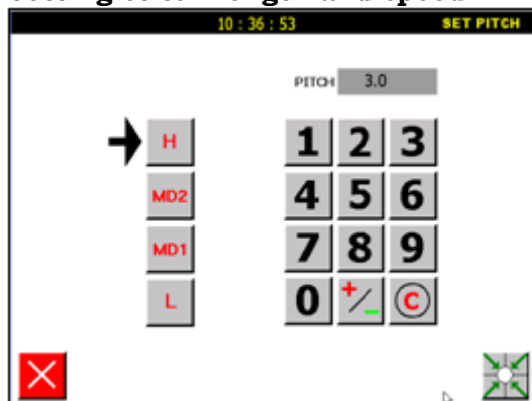 10 : 36 : 53 SET PITCH
PITCH 3.0
H 1 2 3
MD2 4 5 6
MD1 7 8 9
L 0 +/- C